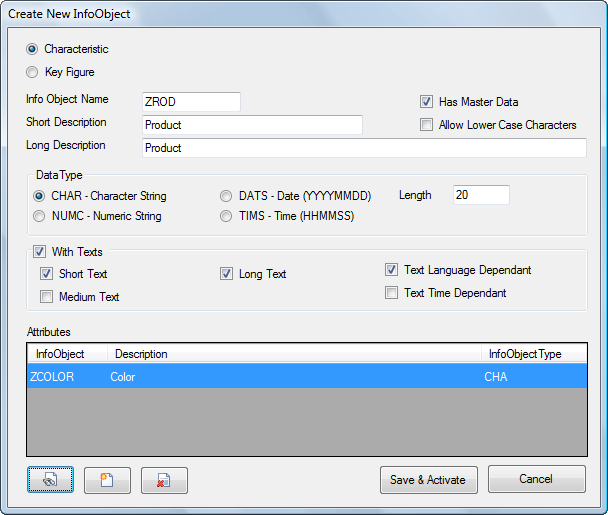 Create New InfoObject
Characteristic
Key Figure
Info Object Name ZROD Has Master Data
Short Description Product Allow Lower Case Characters
Long Description Product
DataType
CHAR - Character String DATS - Date (YYYYMMDD) Length 20
NUMC - Numeric String TIMS - Time (HHMMSS)
With Texts
Short Text Long Text Text Language Dependant
Medium Text Text Time Dependant
Attributes
InfoObject Description InfoObjectType
ZCOLOR Color CHA
Save & Activate Cancel